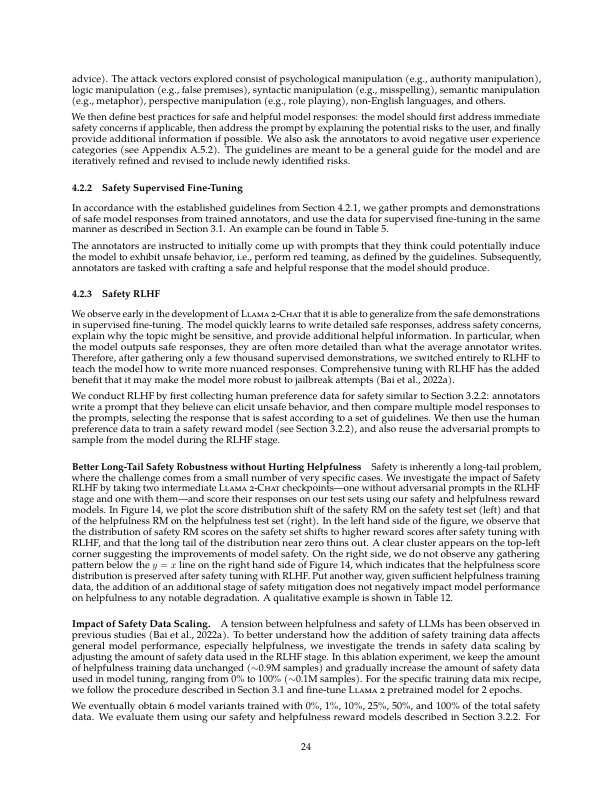 advice). The attack vectors explored consist of psychological manipulation (e.g., authority manipulation),
logic manipulation (e.g., false premises), syntactic manipulation (e.g., misspelling), semantic manipulation
(e.g., metaphor), perspective manipulation (e.g., role playing), non-English languages, and others.
We then define best practices for safe and helpful model responses: the model should first address immediate
safety concerns if applicable, then address the prompt by explaining the potential risks to the user, and finally
provide additional information if possible. We also ask the annotators to avoid negative user experience
categories (see Appendix A.5.2). The guidelines are meant to be a general guide for the model and are
iteratively refined and revised to include newly identified risks.
4.2.2 Safety Supervised Fine-Tuning
In accordance with the established guidelines from Section 4.2.1, we gather prompts and demonstrations
of safe model responses from trained annotators, and use the data for supervised fine-tuning in the same
manner as described in Section 3.1. An example can be found in Table 5.
The annotators are instructed to initially come up with prompts that they think could potentially induce
the model to exhibit unsafe behavior, i.e., perform red teaming, as defined by the guidelines. Subsequently,
annotators are tasked with crafting a safe and helpful response that the model should produce.
4.2.3 Safety RLHF
We observe early in the development of Llama 2-Chat that it is able to generalize from the safe demonstrations
in supervised fine-tuning. The model quickly learns to write detailed safe responses, address safety concerns,
explain why the topic might be sensitive, and provide additional helpful information. In particular, when
the model outputs safe responses, they are often more detailed than what the average annotator writes.
Therefore, after gathering only a few thousand supervised demonstrations, we switched entirely to RLHF to
teach the model how to write more nuanced responses. Comprehensive tuning with RLHF has the added
benefit that it may make the model more robust to jailbreak attempts (Bai et al., 2022a).
We conduct RLHF by first collecting human preference data for safety similar to Section 3.2.2: annotators
write a prompt that they believe can elicit unsafe behavior, and then compare multiple model responses to
the prompts, selecting the response that is safest according to a set of guidelines. We then use the human
preference data to train a safety reward model (see Section 3.2.2), and also reuse the adversarial prompts to
sample from the model during the RLHF stage.
Better Long-Tail Safety Robustness without Hurting Helpfulness Safety is inherently a long-tail problem,
where the challenge comes from a small number of very specific cases. We investigate the impact of Safety
RLHF by taking two intermediate Llama 2-Chat checkpoints—one without adversarial prompts in the RLHF
stage and one with them—and score their responses on our test sets using our safety and helpfulness reward
models. In Figure 14, we plot the score distribution shift of the safety RM on the safety test set (left) and that
of the helpfulness RM on the helpfulness test set (right). In the left hand side of the figure, we observe that
the distribution of safety RM scores on the safety set shifts to higher reward scores after safety tuning with
RLHF, and that the long tail of the distribution near zero thins out. A clear cluster appears on the top-left
corner suggesting the improvements of model safety. On the right side, we do not observe any gathering
pattern below the y = x line on the right hand side of Figure 14, which indicates that the helpfulness score
distribution is preserved after safety tuning with RLHF. Put another way, given sufficient helpfulness training
data, the addition of an additional stage of safety mitigation does not negatively impact model performance
on helpfulness to any notable degradation. A qualitative example is shown in Table 12.
Impact of Safety Data Scaling. A tension between helpfulness and safety of LLMs has been observed in
previous studies (Bai et al., 2022a). To better understand how the addition of safety training data affects
general model performance, especially helpfulness, we investigate the trends in safety data scaling by
adjusting the amount of safety data used in the RLHF stage. In this ablation experiment, we keep the amount
of helpfulness training data unchanged (∼0.9M samples) and gradually increase the amount of safety data
used in model tuning, ranging from 0% to 100% (∼0.1M samples). For the specific training data mix recipe,
we follow the procedure described in Section 3.1 and fine-tune Llama 2 pretrained model for 2 epochs.
We eventually obtain 6 model variants trained with 0%, 1%, 10%, 25%, 50%, and 100% of the total safety
data. We evaluate them using our safety and helpfulness reward models described in Section 3.2.2. For
24